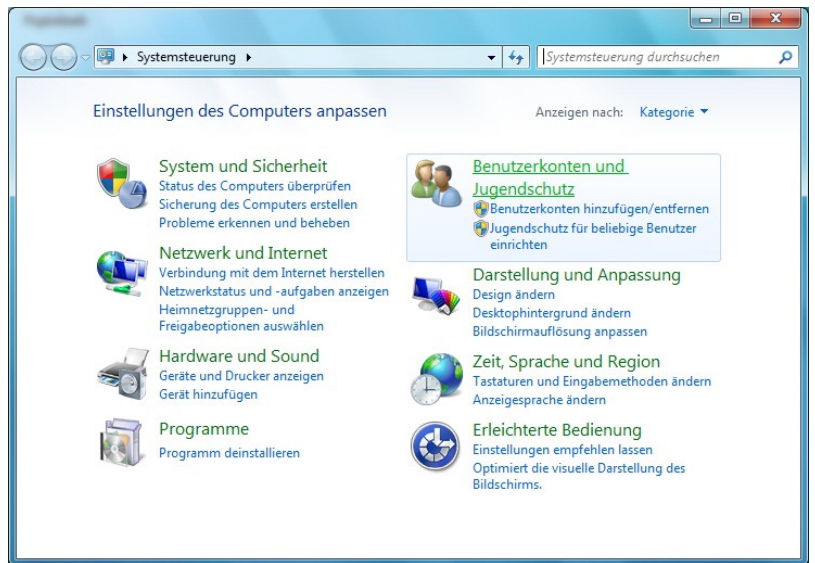 Systemsteuerung
Systemsteuerung durchsuchen
Einstellungen des Computers anpassen
Anzeigen nach: Kategorie
System und Sicherheit
Status des Computers überprüfen
Sicherung des Computers erstellen
Probleme erkennen und beheben
Netzwerk und Internet
Verbindung mit dem Internet herstellen
Netzwerkstatus und -aufgaben anzeigen
Heimnetzgruppen- und
Freigabeoptionen auswählen
Hardware und Sound
Geräte und Drucker anzeigen
Gerät hinzufügen
Programme
Programm deinstallieren
Benutzerkonten und
Jugendschutz
Benutzerkonten hinzufügen/entfernen
Jugendschutz für beliebige Benutzer
einrichten
Darstellung und Anpassung
Design ändern
Desktophintergrund ändern
Bildschirmauflösung anpassen
Zeit, Sprache und Region
Tastaturen und Eingabemethoden ändern
Anzeigesprache ändern
Erleichterte Bedienung
Einstellungen empfehlen lassen
Optimiert die visuelle Darstellung des
Bildschirms.